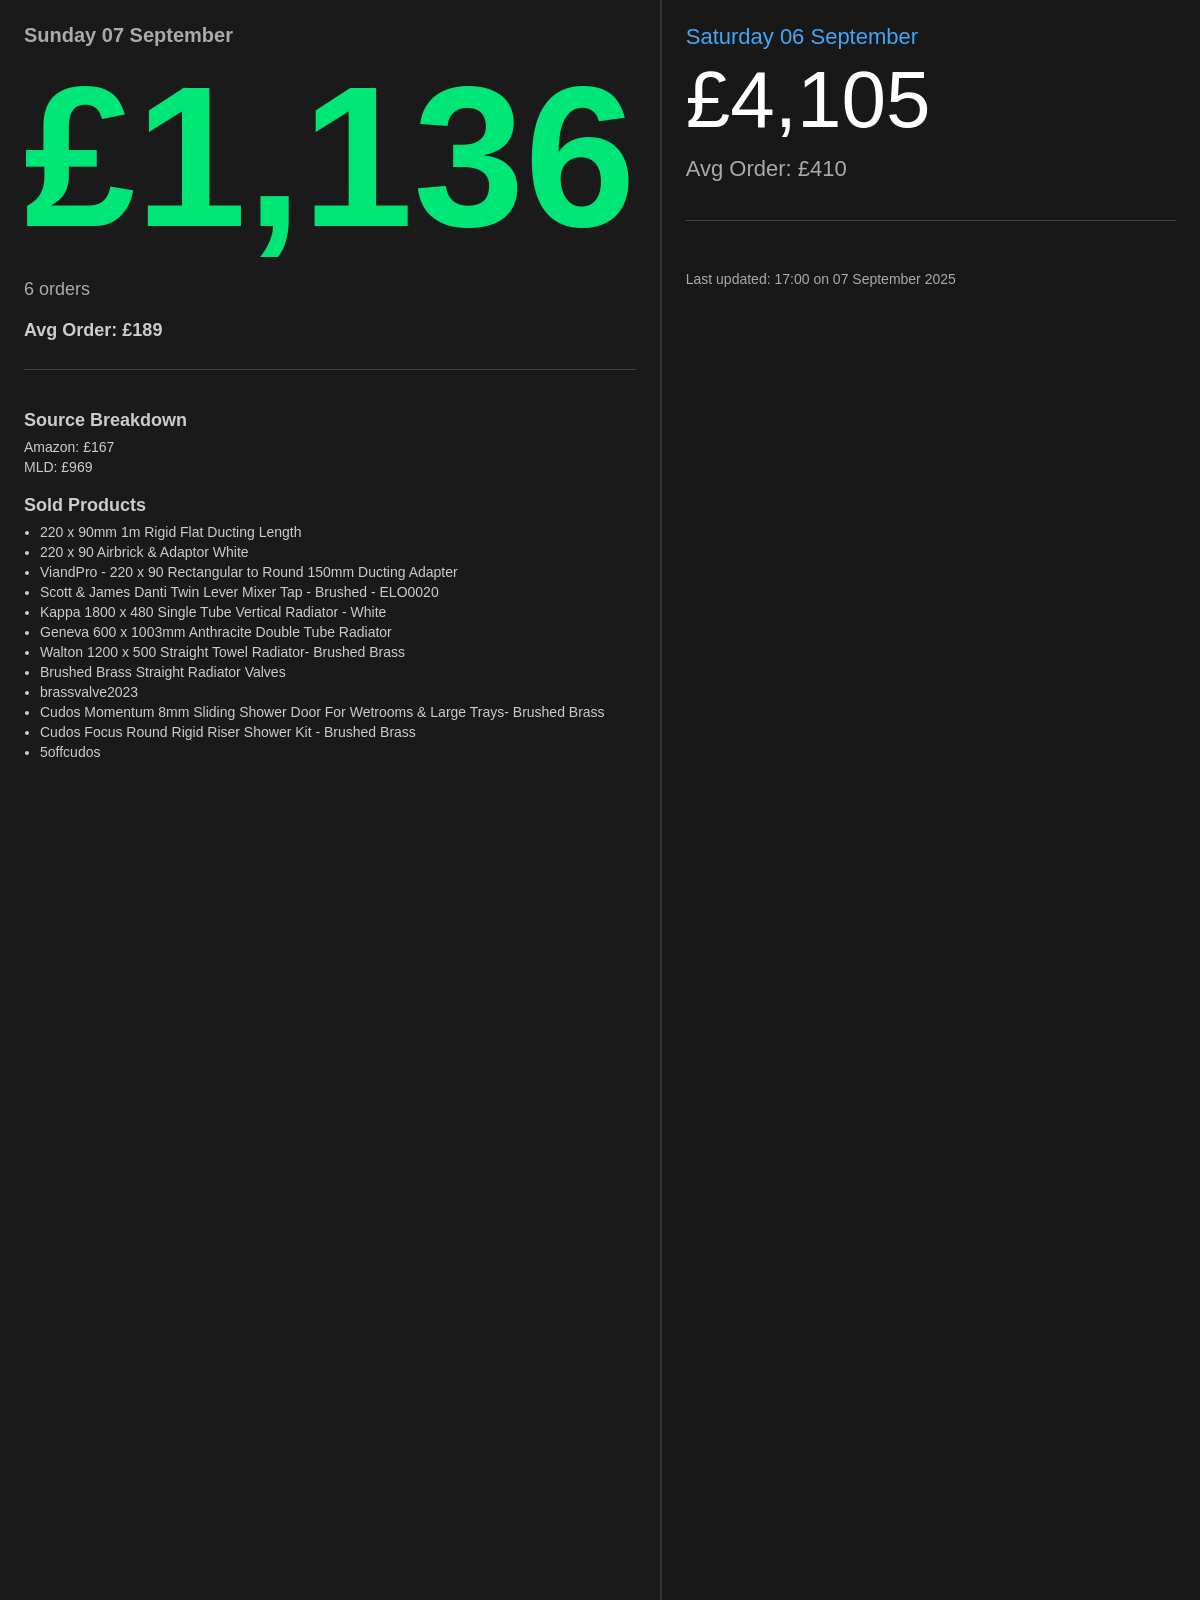 Sunday 07 September
£1,136
6 orders
Avg Order: £189
Source Breakdown
Amazon: £167
MLD: £969
Sold Products
• 220 x 90mm 1m Rigid Flat Ducting Length
• 220 x 90 Airbrick & Adaptor White
• ViandPro - 220 x 90 Rectangular to Round 150mm Ducting Adapter
• Scott & James Danti Twin Lever Mixer Tap - Brushed - ELO0020
• Kappa 1800 x 480 Single Tube Vertical Radiator - White
• Geneva 600 x 1003mm Anthracite Double Tube Radiator
• Walton 1200 x 500 Straight Towel Radiator- Brushed Brass
• Brushed Brass Straight Radiator Valves
• brassvalve2023
• Cudos Momentum 8mm Sliding Shower Door For Wetrooms & Large Trays- Brushed Brass
• Cudos Focus Round Rigid Riser Shower Kit - Brushed Brass
• 5offcudos
Saturday 06 September
£4,105
Avg Order: £410
Last updated: 17:00 on 07 September 2025